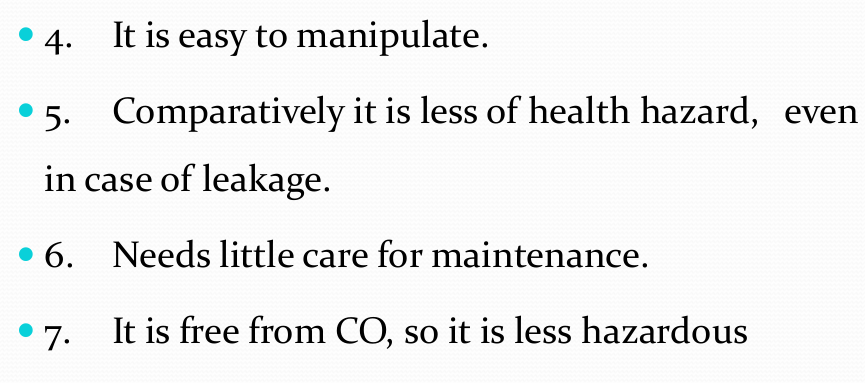 • 4. It is easy to manipulate.
• 5. Comparatively it is less of health hazard, even
in case of leakage.
• 6. Needs little care for maintenance.
• 7. It is free from CO, so it is less hazardous